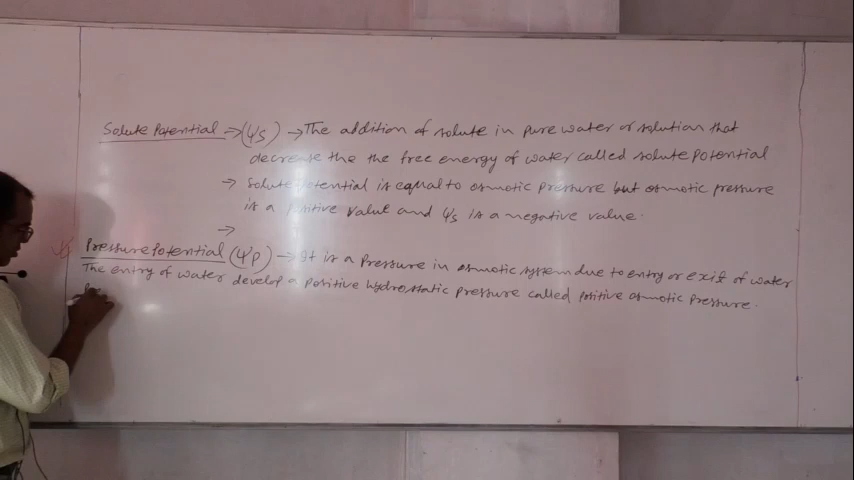 Solute Potential → (Ψs) → The addition of solute in pure water or solution that
decrease the the free energy of water called solute potential
→ Solute potential is equal to osmotic pressure but osmotic pressure
is a positive value and Ψs is a negative value.
→
Pressure Potential (Ψp) → It is a Pressure in osmotic system due to entry or exit of water
The entry of water develop a positive hydrostatic pressure called positive osmotic pressure.